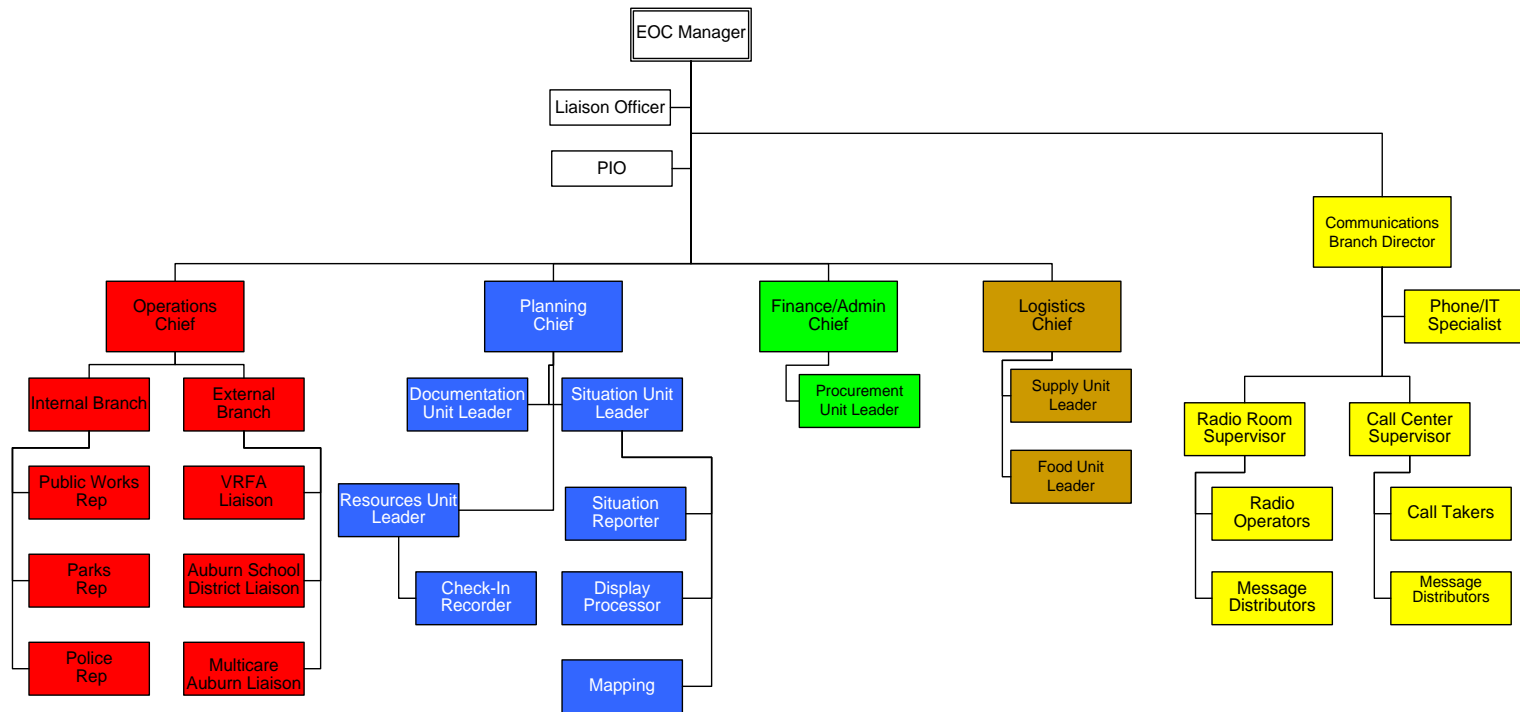 EOC Manager
Liaison Officer
PIO
Communications
Branch Director
Operations
Chief
Planning
Chief
Finance/Admin
Chief
Logistics
Chief
Phone/IT
Specialist
Internal Branch
External
Branch
Documentation
Unit Leader
Situation Unit
Leader
Procurement
Unit Leader
Supply Unit
Leader
Radio Room
Supervisor
Call Center
Supervisor
Public Works
Rep
VRFA
Liaison
Resources Unit
Leader
Situation
Reporter
Food Unit
Leader
Radio
Operators
Call Takers
Parks
Rep
Auburn School
District Liaison
Check-In
Recorder
Display
Processor
Message
Distributors
Message
Distributors
Police
Rep
Multicare
Auburn Liaison
Mapping